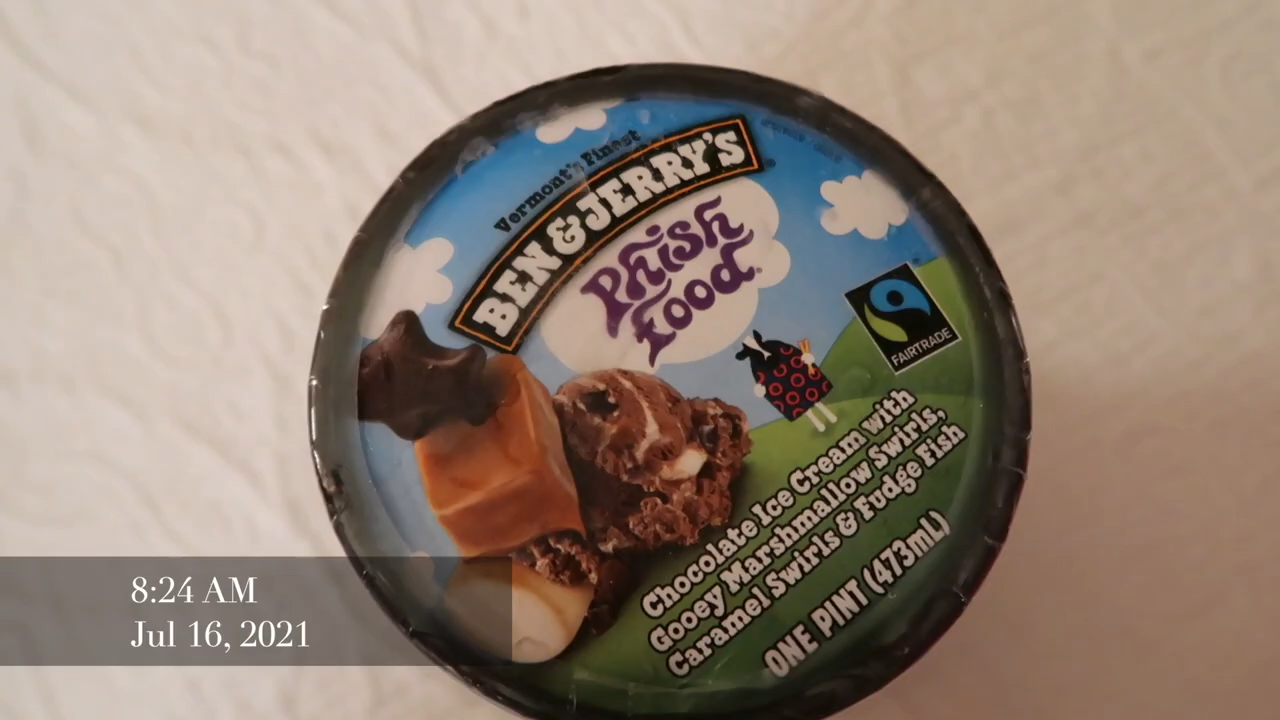 Vermont's Finest
BEN & JERRY'S
Phish
Food
FAIRTRADE
Chocolate Ice Cream with
Gooey Marshmallow Swirls,
Caramel Swirls & Fudge Fish
ONE PINT (473mL)
8:24 AM
Jul 16, 2021